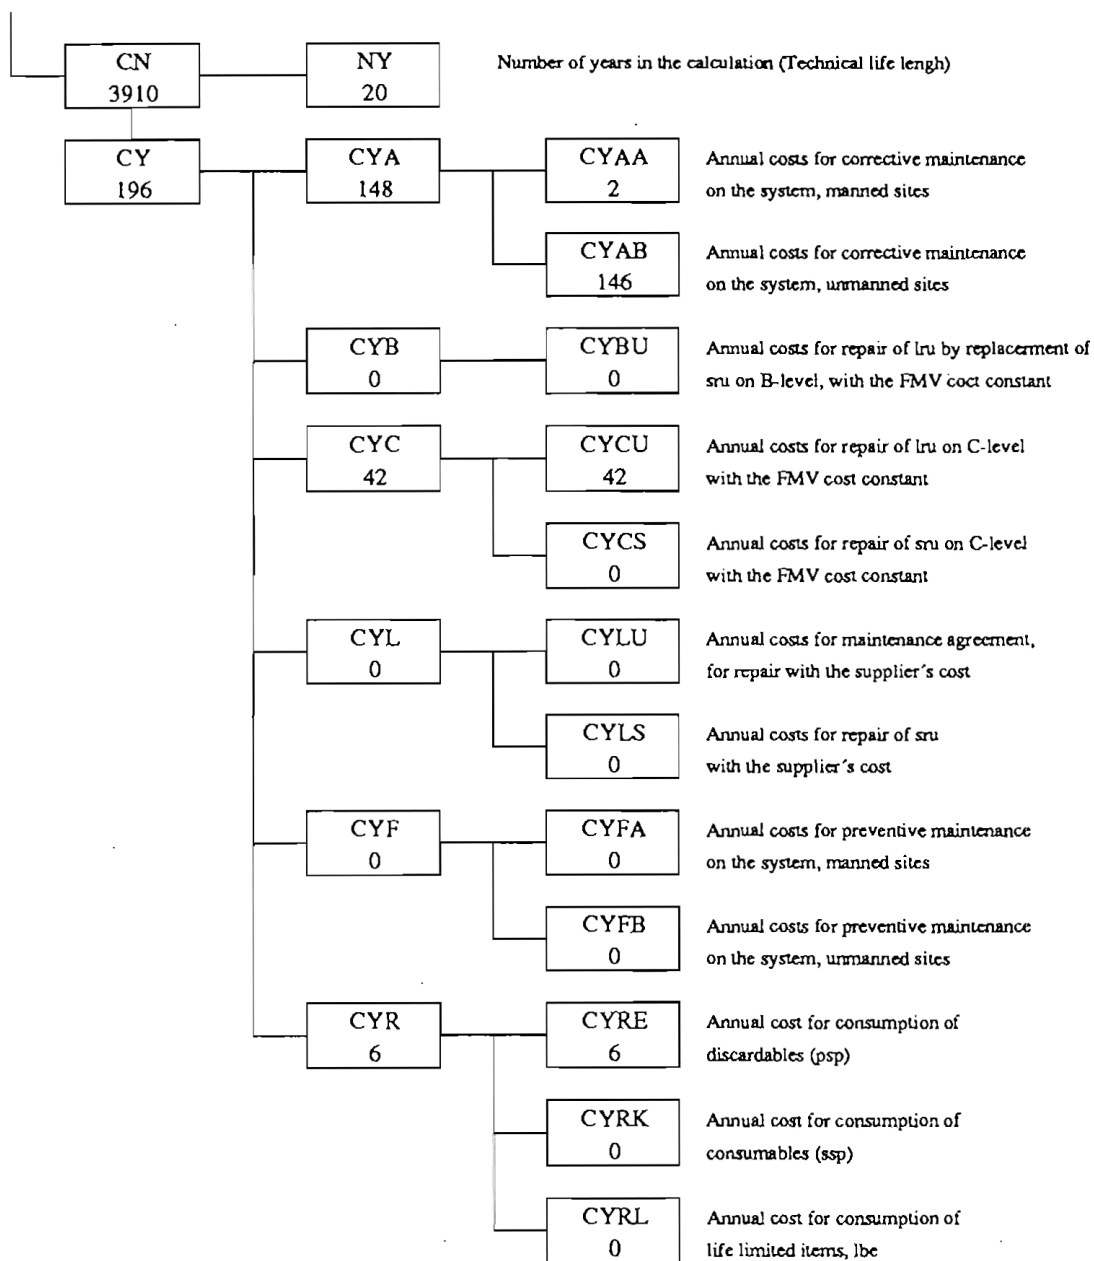 CN
3910
NY
20
Number of years in the calculation (Technical life lengh)
CY
196
CYA
148
CYAA
2
Annual costs for corrective maintenance
on the system, manned sites
CYAB
146
Annual costs for corrective maintenance
on the system, unmanned sites
CYB
0
CYBU
0
Annual costs for repair of lru by replacement of
sru on B-level, with the FMV coct constant
CYC
42
CYCU
42
Annual costs for repair of lru on C-level
with the FMV cost constant
CYCS
0
Annual costs for repair of sru on C-level
with the FMV cost constant
CYL
0
CYLU
0
Annual costs for maintenance agreement,
for repair with the supplier´s cost
CYLS
0
Annual costs for repair of sru
with the supplier´s cost
CYF
0
CYFA
0
Annual costs for preventive maintenance
on the system, manned sites
CYFB
0
Annual costs for preventive maintenance
on the system, unmanned sites
CYR
6
CYRE
6
Annual cost for consumption of
discardables (psp)
CYRK
0
Annual cost for consumption of
consumables (ssp)
CYRL
0
Annual cost for consumption of
life limited items, lbe